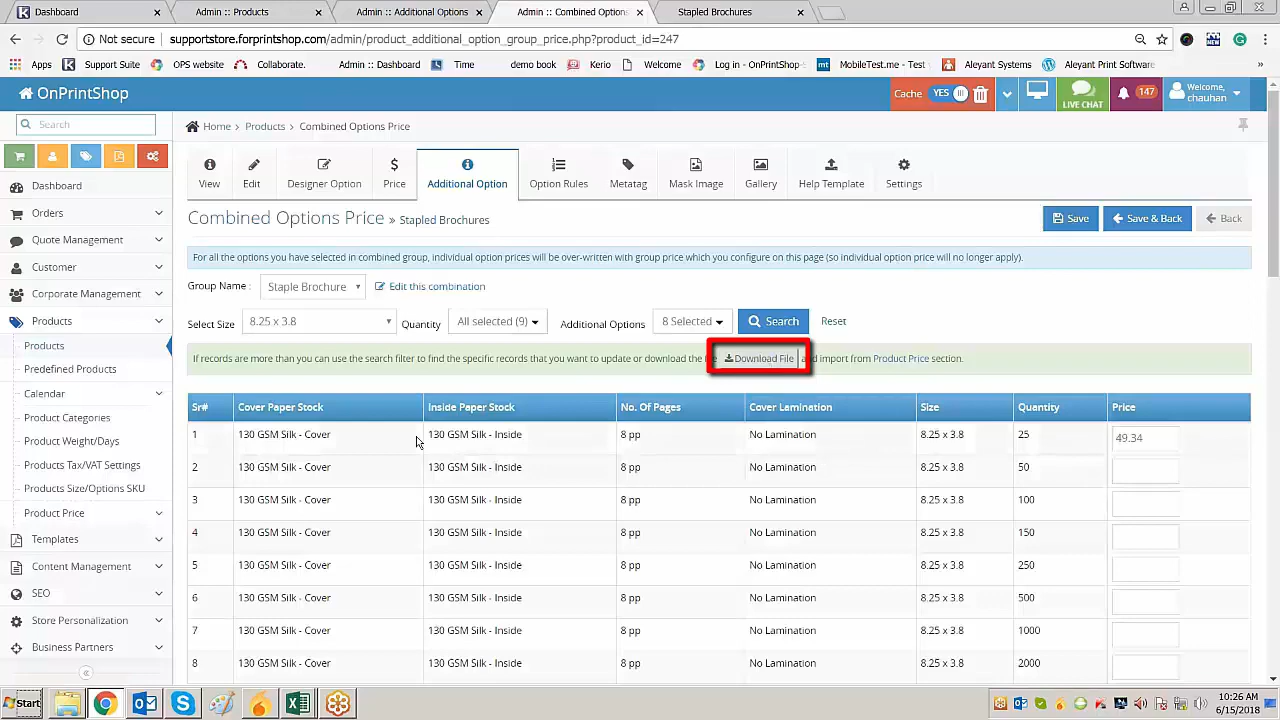 Dashboard
Admin :: Products
Admin :: Additional Options
Admin :: Combined Options
Stapled Brochures
Not secure supportstore.forprintshop.com/admin/product_additional_option_group_price.php?product_id=247
Apps Support Suite OPS website Collaborate. Admin :: Dashboard Time demo book Kerio Welcome Log in - OnPrintShop MobileTest.me - Test Aleyant Systems Aleyant Print Software »
OnPrintShop
Cache YES
LIVE CHAT
147
Welcome,
chauhan
Search
Home > Products > Combined Options Price
View Edit Designer Option Price Additional Option Option Rules Metatag Mask Image Gallery Help Template Settings
Dashboard
Orders
Quote Management
Customer
Corporate Management
Products
Products
Predefined Products
Calendar
Product Categories
Product Weight/Days
Products Tax/VAT Settings
Products Size/Options SKU
Product Price
Templates
Content Management
SEO
Store Personalization
Business Partners
Combined Options Price » Stapled Brochures
Save Save & Back Back
For all the options you have selected in combined group, individual option prices will be over-written with group price which you configure on this page (so individual option price will no longer apply).
Group Name : Staple Brochure Edit this combination
Select Size 8.25 x 3.8 Quantity All selected (9) Additional Options 8 Selected Search Reset
If records are more than you can use the search filter to find the specific records that you want to update or download the Download File and import from Product Price section.
Sr# Cover Paper Stock Inside Paper Stock No. Of Pages Cover Lamination Size Quantity Price
1 130 GSM Silk - Cover 130 GSM Silk - Inside 8 pp No Lamination 8.25 x 3.8 25 49.34
2 130 GSM Silk - Cover 130 GSM Silk - Inside 8 pp No Lamination 8.25 x 3.8 50
3 130 GSM Silk - Cover 130 GSM Silk - Inside 8 pp No Lamination 8.25 x 3.8 100
4 130 GSM Silk - Cover 130 GSM Silk - Inside 8 pp No Lamination 8.25 x 3.8 150
5 130 GSM Silk - Cover 130 GSM Silk - Inside 8 pp No Lamination 8.25 x 3.8 250
6 130 GSM Silk - Cover 130 GSM Silk - Inside 8 pp No Lamination 8.25 x 3.8 500
7 130 GSM Silk - Cover 130 GSM Silk - Inside 8 pp No Lamination 8.25 x 3.8 1000
8 130 GSM Silk - Cover 130 GSM Silk - Inside 8 pp No Lamination 8.25 x 3.8 2000
Start
10:26 AM
6/15/2018